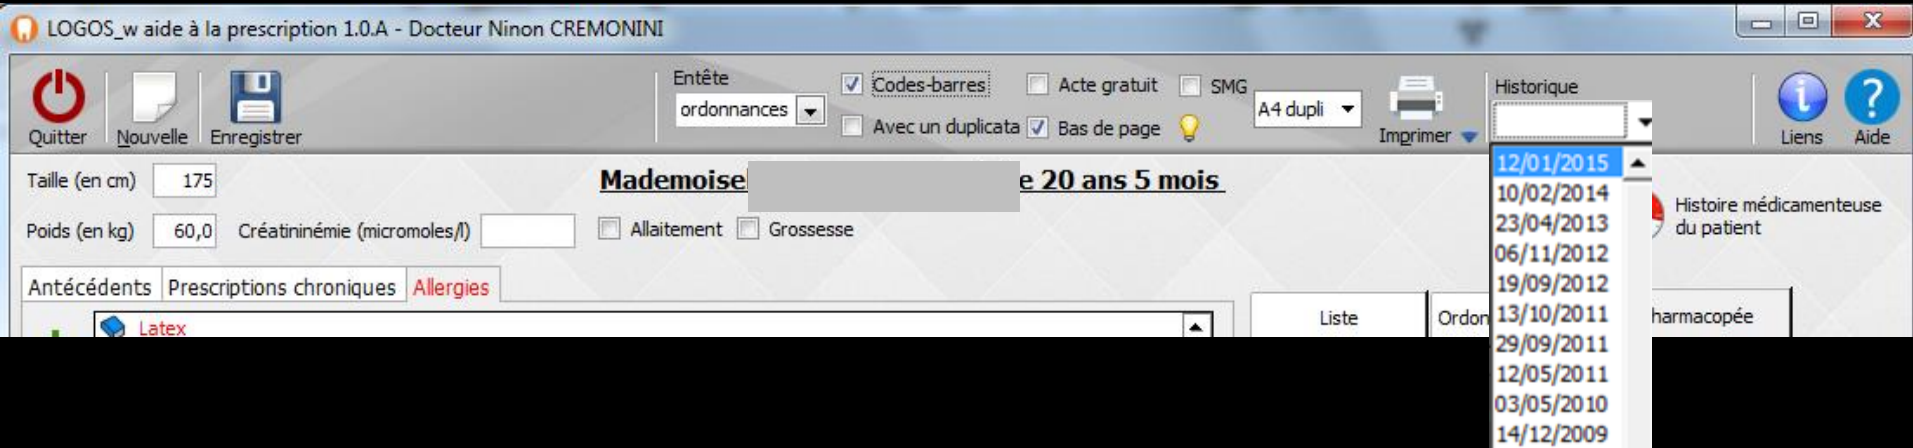 LOGOS_w aide à la prescription 1.0.A - Docteur Ninon CREMONINI
Quitter
Nouvelle
Enregistrer
Entête
ordonnances
Codes-barres
Acte gratuit
SMG
Avec un duplicata
Bas de page
A4 dupli
Imprimer
Historique
Liens
Aide
Taille (en cm) 175
Mademoisel e 20 ans 5 mois
Poids (en kg) 60,0 Créatininémie (micromoles/l)
Allaitement
Grossesse
12/01/2015
10/02/2014
23/04/2013
06/11/2012
19/09/2012
13/10/2011
29/09/2011
12/05/2011
03/05/2010
14/12/2009
Histoire médicamenteuse
du patient
Antécédents Prescriptions chroniques Allergies
Latex
Liste
Ordon
harmacopée